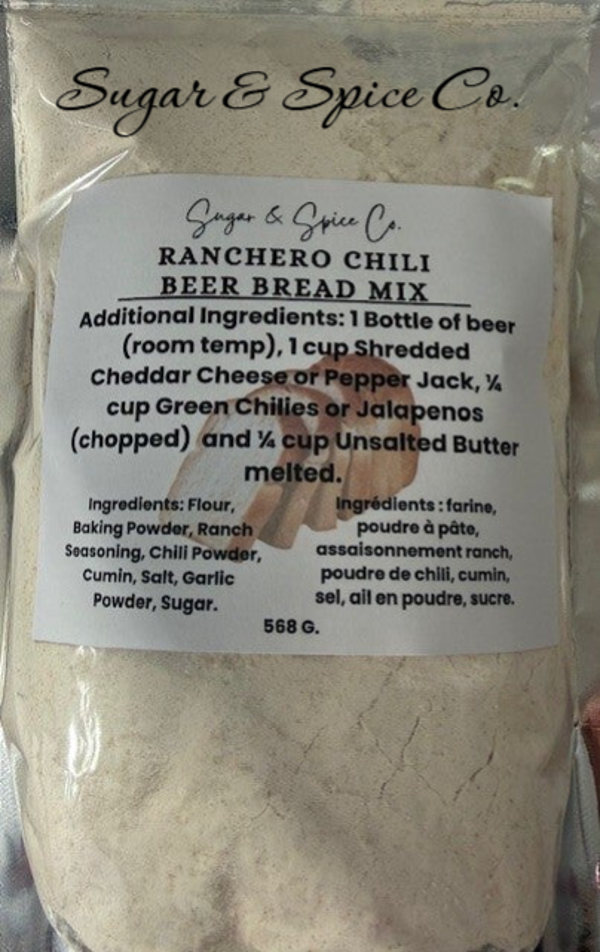 Sugar & Spice Co.
Sugar & Spice Co.
RANCHERO CHILI
BEER BREAD MIX
Additional Ingredients: 1 Bottle of beer
(room temp), 1 cup Shredded
Cheddar Cheese or Pepper Jack, ¼
cup Green Chilies or Jalapenos
(chopped) and ¼ cup Unsalted Butter
melted.
Ingredients: Flour,
Baking Powder, Ranch
Seasoning, Chili Powder,
Cumin, Salt, Garlic
Powder, Sugar.
Ingrédients : farine,
poudre à pâte,
assaisonnement ranch,
poudre de chili, cumin,
sel, ail en poudre, sucre.
568 G.